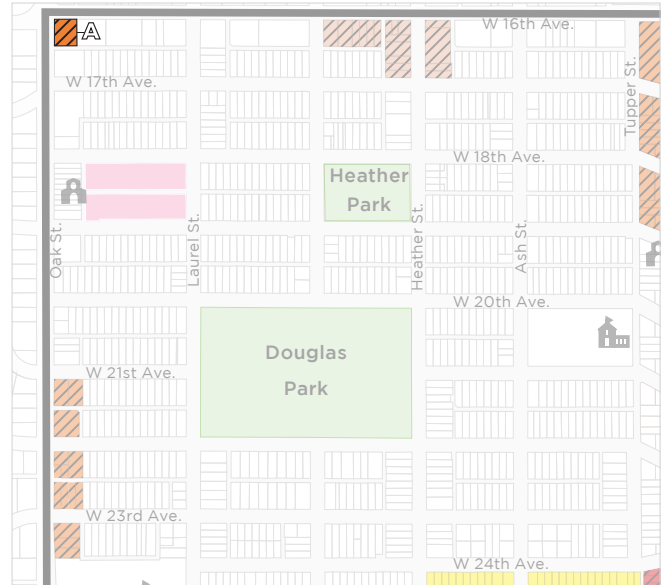 A
W 16th Ave.
W 17th Ave.
Tupper St.
W 18th Ave.
Heather
Park
Oak St.
Laurel St.
Heather St.
Ash St.
W 20th Ave.
Douglas
Park
W 21st Ave.
W 23rd Ave.
W 24th Ave.